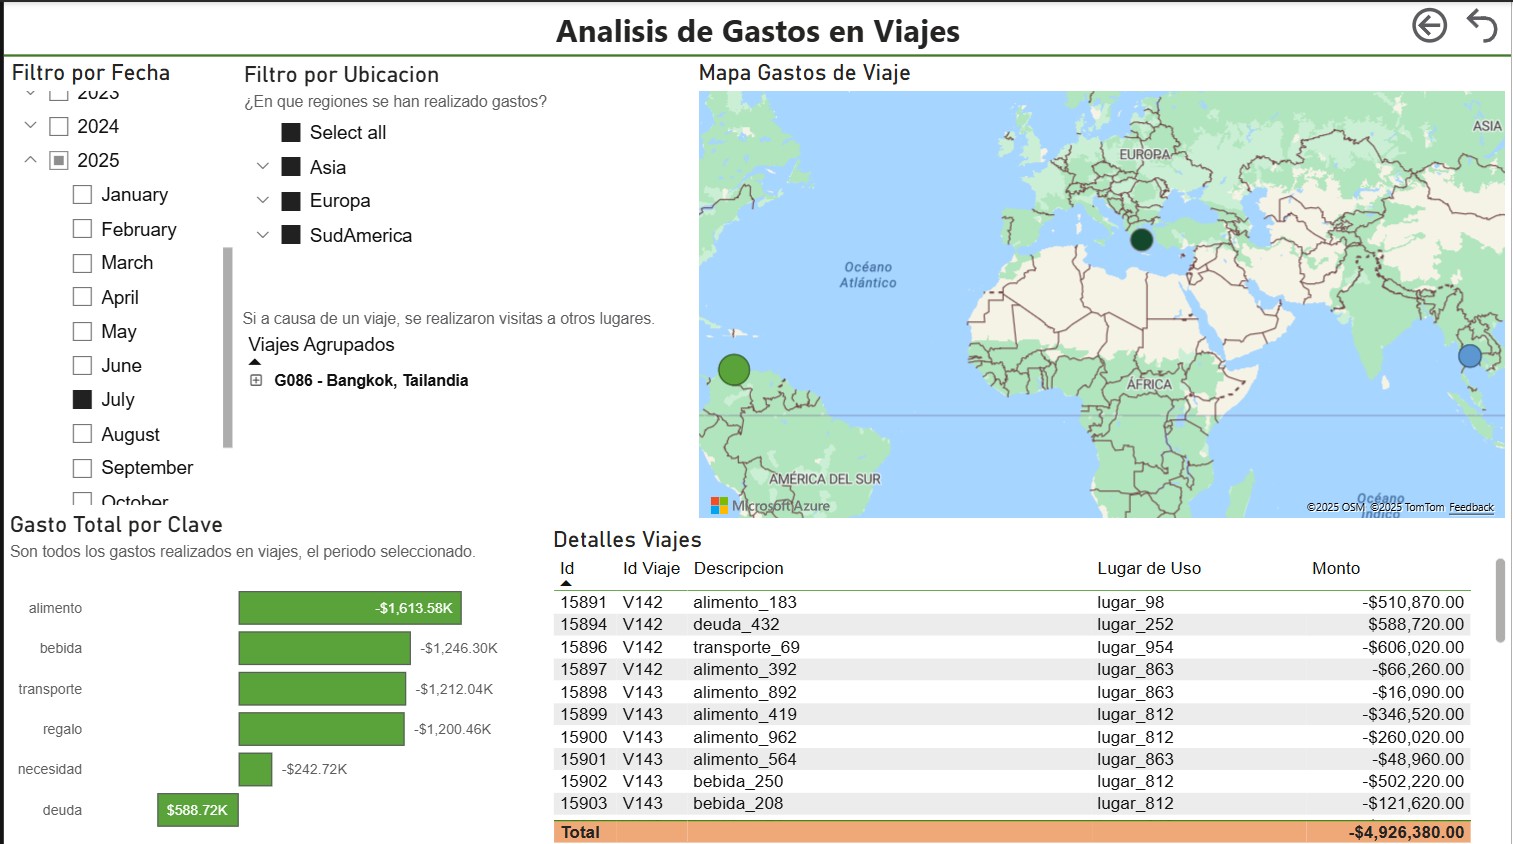 Analisis de Gastos en Viajes
Filtro por Fecha
2023
2024
2025
January
February
March
April
May
June
July
August
September
October
Filtro por Ubicacion
¿En que regiones se han realizado gastos?
Select all
Asia
Europa
SudAmerica
Si a causa de un viaje, se realizaron visitas a otros lugares.
Viajes Agrupados
G086 - Bangkok, Tailandia
Mapa Gastos de Viaje
ASIA
EUROPA
Océano
Atlántico
ÁFRICA
AMÉRICA DEL SUR
Océano
Índico
Microsoft Azure
©2025 OSM ©2025 TomTom Feedback
Gasto Total por Clave
Son todos los gastos realizados en viajes, el periodo seleccionado.
alimento -$1,613.58K
bebida -$1,246.30K
transporte -$1,212.04K
regalo -$1,200.46K
necesidad -$242.72K
deuda $588.72K
Detalles Viajes
Id Id Viaje Descripcion Lugar de Uso Monto
15891 V142 alimento_183 lugar_98 -$510,870.00
15894 V142 deuda_432 lugar_252 $588,720.00
15896 V142 transporte_69 lugar_954 -$606,020.00
15897 V142 alimento_392 lugar_863 -$66,260.00
15898 V143 alimento_892 lugar_863 -$16,090.00
15899 V143 alimento_419 lugar_812 -$346,520.00
15900 V143 alimento_962 lugar_812 -$260,020.00
15901 V143 alimento_564 lugar_863 -$48,960.00
15902 V143 bebida_250 lugar_812 -$502,220.00
15903 V143 bebida_208 lugar_812 -$121,620.00
Total -$4,926,380.00